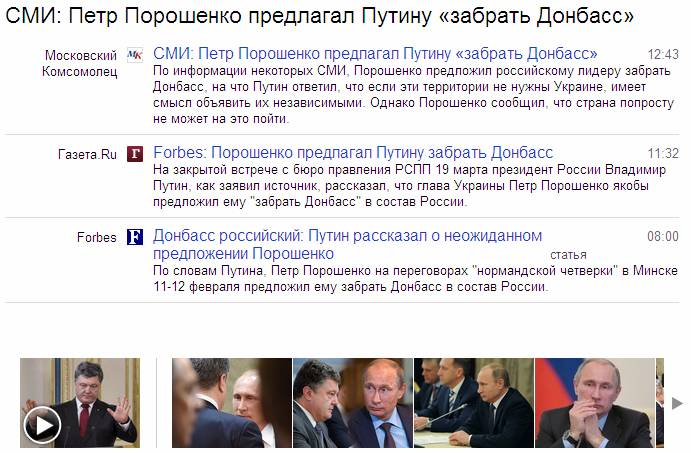 СМИ: Петр Порошенко предлагал Путину «забрать Донбасс»
Московский
Комсомолец
МК
СМИ: Петр Порошенко предлагал Путину «забрать Донбасс»
12:43
По информации некоторых СМИ, Порошенко предложил российскому лидеру забрать
Донбасс, на что Путин ответил, что если эти территории не нужны Украине, имеет
смысл объявить их независимыми. Однако Порошенко сообщил, что страна попросту
не может на это пойти.
Газета.Ru
Г
Forbes: Порошенко предлагал Путину забрать Донбасс
11:32
На закрытой встрече с бюро правления РСПП 19 марта президент России Владимир
Путин, как заявил источник, рассказал, что глава Украины Петр Порошенко якобы
предложил ему "забрать Донбасс" в состав России.
Forbes
F
Донбасс российский: Путин рассказал о неожиданном
08:00
предложении Порошенко
статья
По словам Путина, Петр Порошенко на переговорах "нормандской четверки" в Минске
11-12 февраля предложил ему забрать Донбасс в состав России.